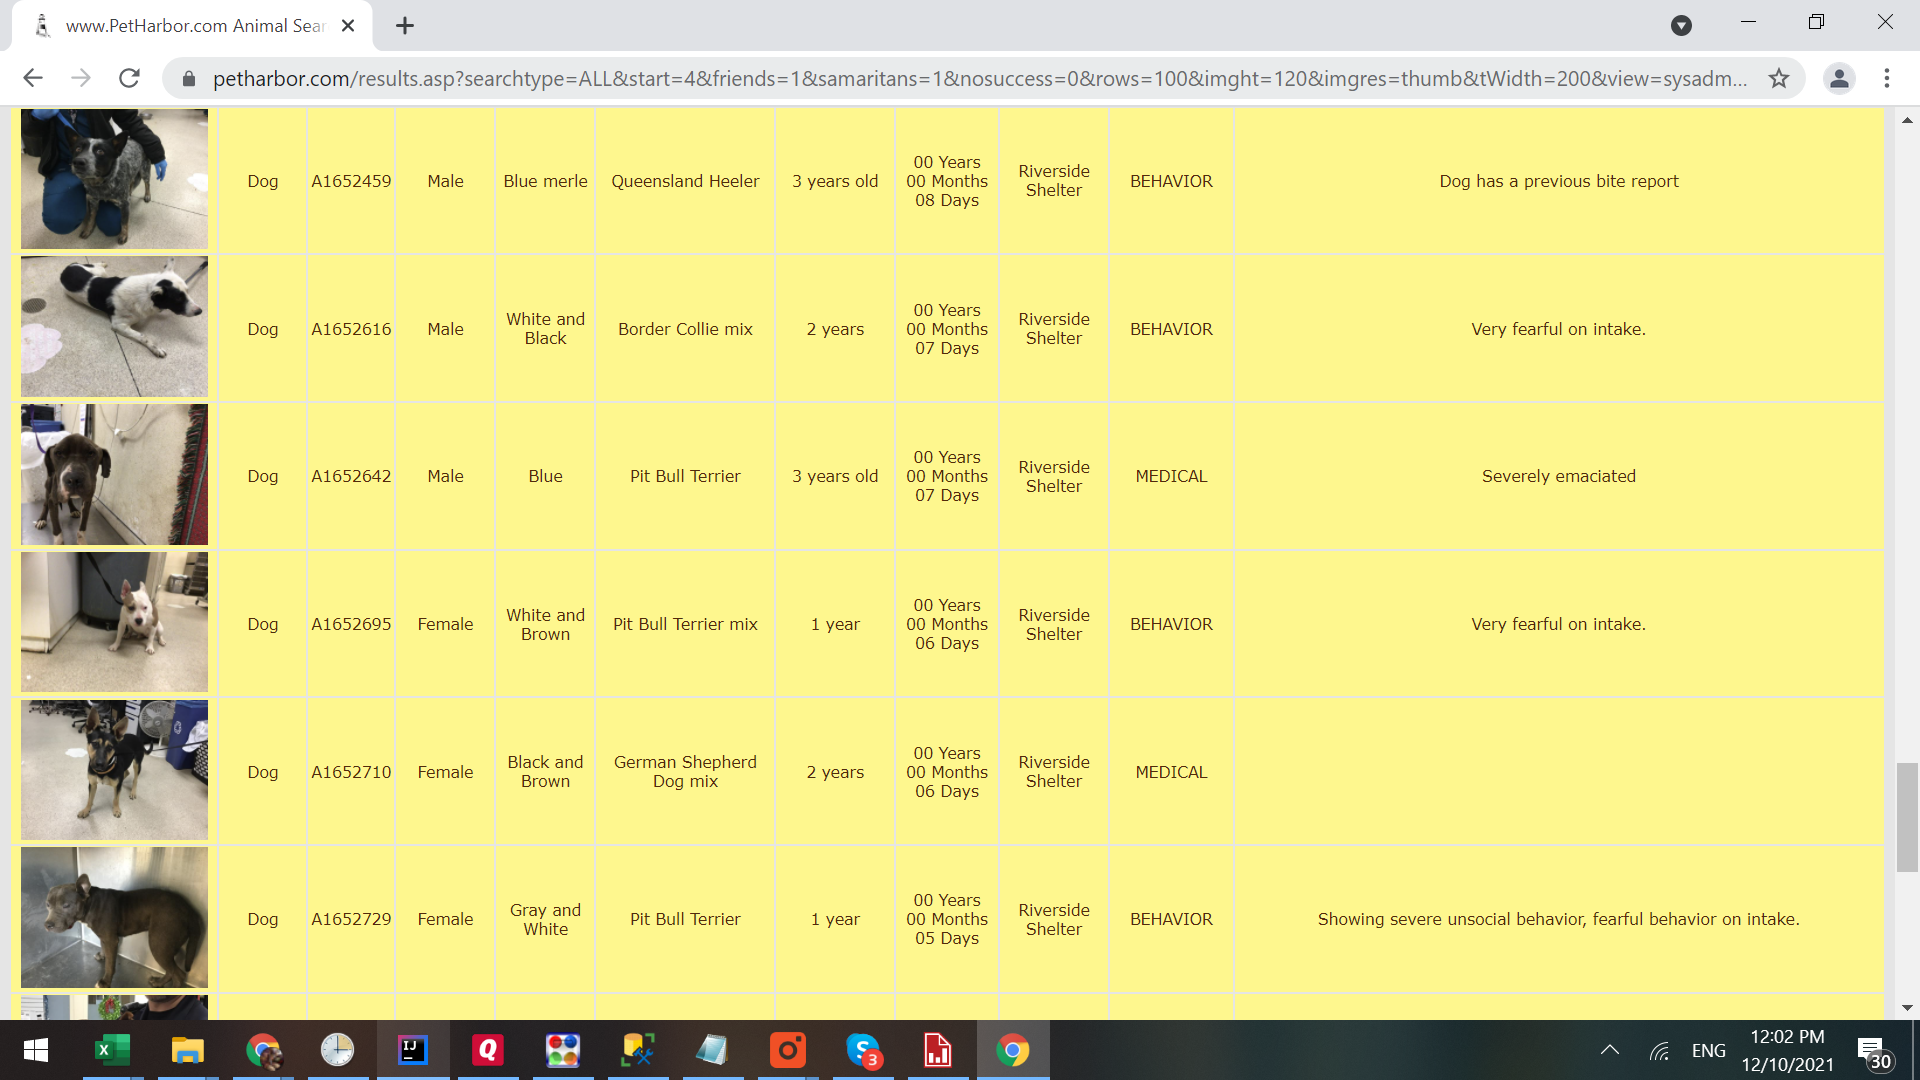 www.PetHarbor.com Animal Sear
petharbor.com/results.asp?searchtype=ALL&start=4&friends=1&samaritans=1&nosuccess=0&rows=100&imght=120&imgres=thumb&tWidth=200&view=sysadm...
Dog A1652459 Male Blue merle Queensland Heeler 3 years old 00 Years 00 Months 08 Days Riverside Shelter BEHAVIOR Dog has a previous bite report
Dog A1652616 Male White and Black Border Collie mix 2 years 00 Years 00 Months 07 Days Riverside Shelter BEHAVIOR Very fearful on intake.
Dog A1652642 Male Blue Pit Bull Terrier 3 years old 00 Years 00 Months 07 Days Riverside Shelter MEDICAL Severely emaciated
Dog A1652695 Female White and Brown Pit Bull Terrier mix 1 year 00 Years 00 Months 06 Days Riverside Shelter BEHAVIOR Very fearful on intake.
Dog A1652710 Female Black and Brown German Shepherd Dog mix 2 years 00 Years 00 Months 06 Days Riverside Shelter MEDICAL
Dog A1652729 Female Gray and White Pit Bull Terrier 1 year 00 Years 00 Months 05 Days Riverside Shelter BEHAVIOR Showing severe unsocial behavior, fearful behavior on intake.
X IJ Q S 3 ENG 12:02 PM
12/10/2021 30